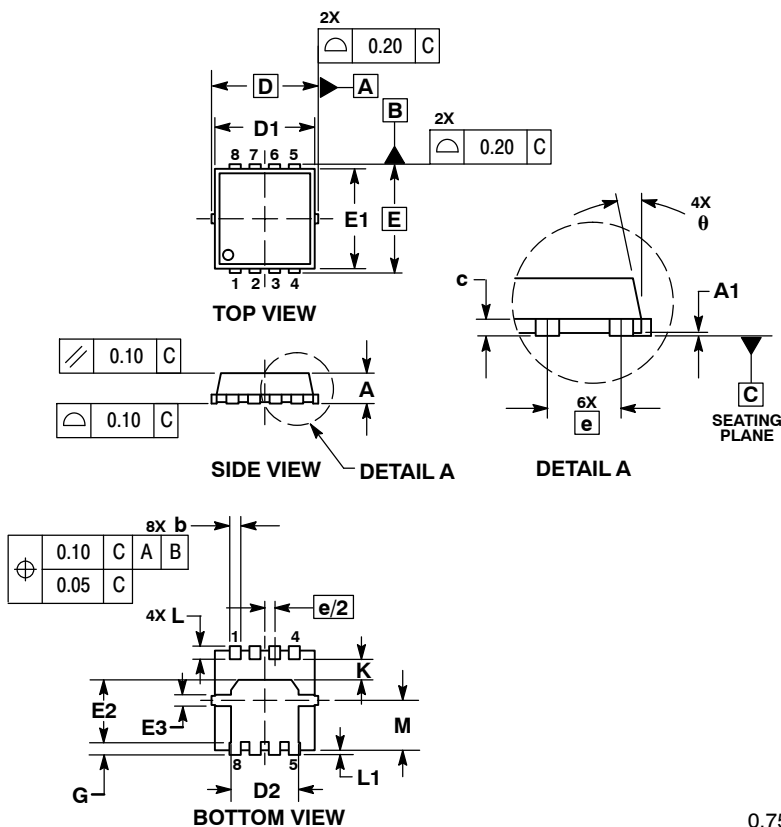 2X
⌓ 0.20 C
D
A
D1
B
2X
⌓ 0.20 C
8 7 6 5
E1
E
1 2 3 4
TOP VIEW
4X
θ
c
A1
C
SEATING
PLANE
6X
e
DETAIL A
// 0.10 C
A
⌓ 0.10 C
SIDE VIEW
DETAIL A
8X b
⌖ 0.10 C A B
0.05 C
e/2
4X L
1 4
K
E2
E3
M
8 5
G
D2
L1
BOTTOM VIEW
0.75